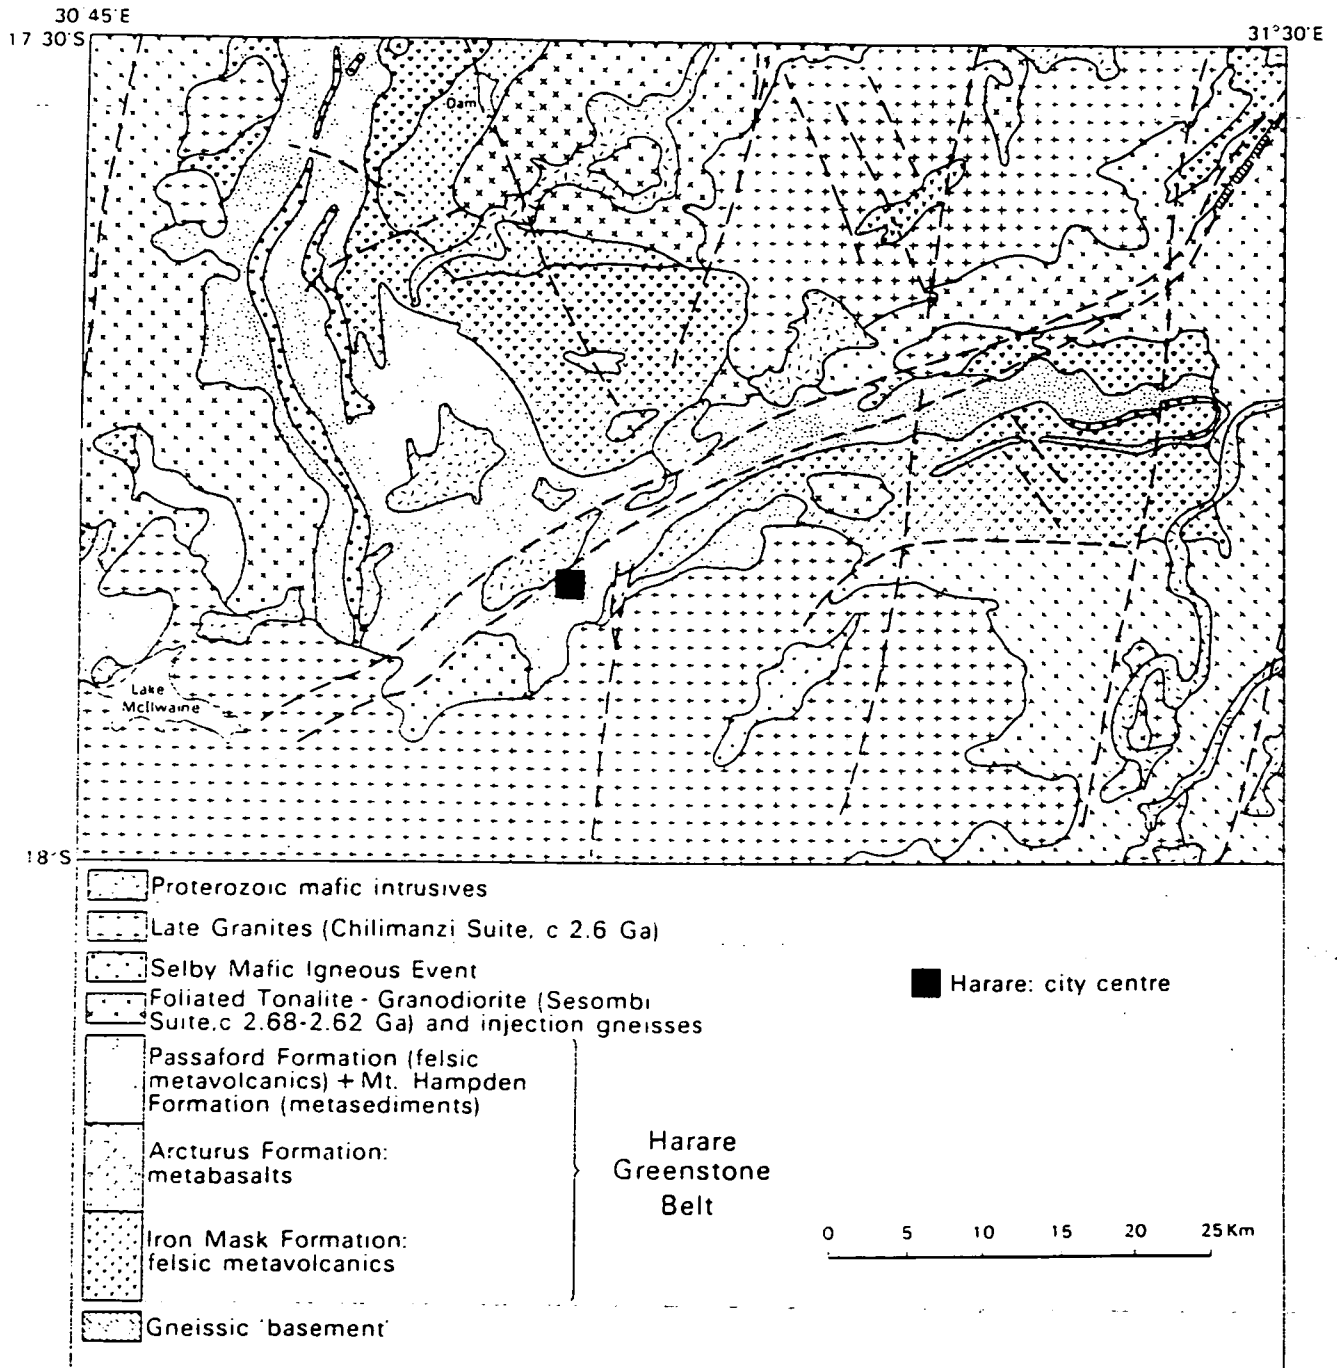 30°45'E
17 30'S
31°30'E
Dam
Lake
McIlwaine
18°S
Proterozoic mafic intrusives
Late Granites (Chilimanzi Suite, c 2.6 Ga)
Selby Mafic Igneous Event
Foliated Tonalite - Granodiorite (Sesombi
Suite,c 2.68-2.62 Ga) and injection gneisses
Passaford Formation (felsic
metavolcanics) + Mt. Hampden
Formation (metasediments)
Arcturus Formation:
metabasalts
Iron Mask Formation:
felsic metavolcanics
Gneissic 'basement'
Harare
Greenstone
Belt
Harare: city centre
0 5 10 15 20 25 Km